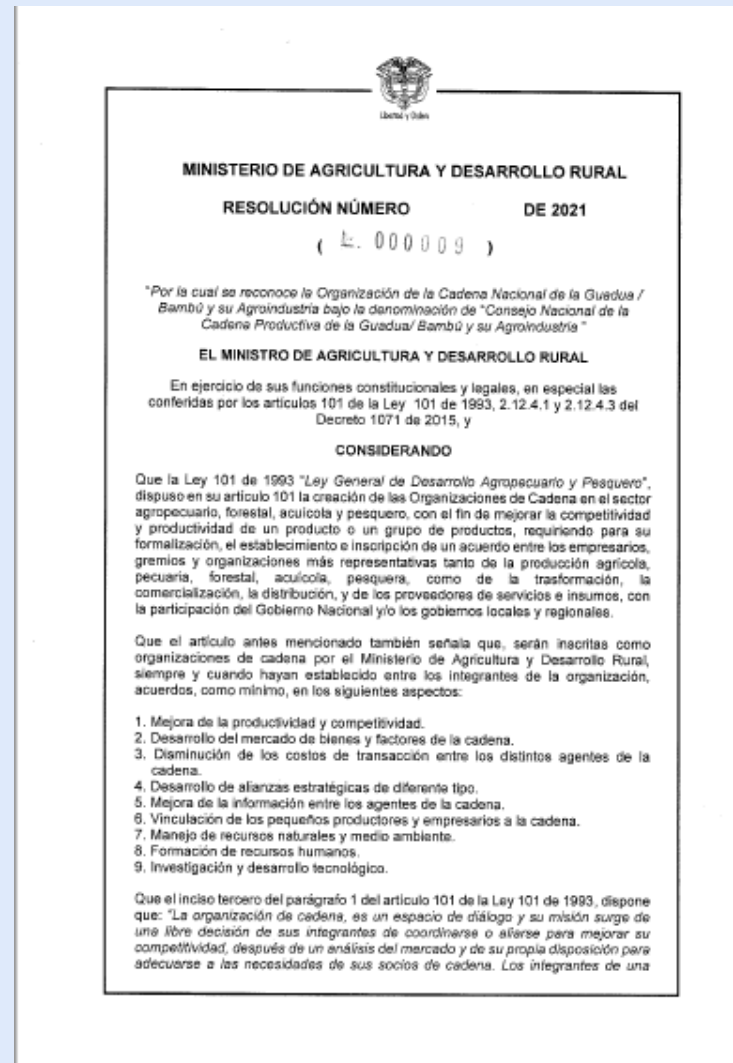 Libertad y Orden
MINISTERIO DE AGRICULTURA Y DESARROLLO RURAL
RESOLUCIÓN NÚMERO DE 2021
( 000009 )
"Por la cual se reconoce la Organización de la Cadena Nacional de la Guadua /
Bambú y su Agroindustria bajo la denominación de "Consejo Nacional de la
Cadena Productiva de la Guadua/ Bambú y su Agroindustria "
EL MINISTRO DE AGRICULTURA Y DESARROLLO RURAL
En ejercicio de sus funciones constitucionales y legales, en especial las
conferidas por los artículos 101 de la Ley 101 de 1993, 2.12.4.1 y 2.12.4.3 del
Decreto 1071 de 2015, y
CONSIDERANDO
Que la Ley 101 de 1993 "Ley General de Desarrollo Agropecuario y Pesquero",
dispuso en su artículo 101 la creación de las Organizaciones de Cadena en el sector
agropecuario, forestal, acuícola y pesquero, con el fin de mejorar la competitividad
y productividad de un producto o un grupo de productos, requiriendo para su
formalización, el establecimiento e inscripción de un acuerdo entre los empresarios,
gremios y organizaciones más representativas tanto de la producción agrícola,
pecuaria, forestal, acuícola, pesquera, como de la trasformación, la
comercialización, la distribución, y de los proveedores de servicios e insumos, con
la participación del Gobierno Nacional y/o los gobiernos locales y regionales.
Que el artículo antes mencionado también señala que, serán inscritas como
organizaciones de cadena por el Ministerio de Agricultura y Desarrollo Rural,
siempre y cuando hayan establecido entre los integrantes de la organización,
acuerdos, como mínimo, en los siguientes aspectos:
1. Mejora de la productividad y competitividad.
2. Desarrollo del mercado de bienes y factores de la cadena.
3. Disminución de los costos de transacción entre los distintos agentes de la
cadena.
4. Desarrollo de alianzas estratégicas de diferente tipo.
5. Mejora de la información entre los agentes de la cadena.
6. Vinculación de los pequeños productores y empresarios a la cadena.
7. Manejo de recursos naturales y medio ambiente.
8. Formación de recursos humanos.
9. Investigación y desarrollo tecnológico.
Que el inciso tercero del parágrafo 1 del artículo 101 de la Ley 101 de 1993, dispone
que: "La organización de cadena, es un espacio de diálogo y su misión surge de
una libre decisión de sus integrantes de coordinarse o aliarse para mejorar su
competitividad, después de un análisis del mercado y de su propia disposición para
adecuarse a las necesidades de sus socios de cadena. Los integrantes de una